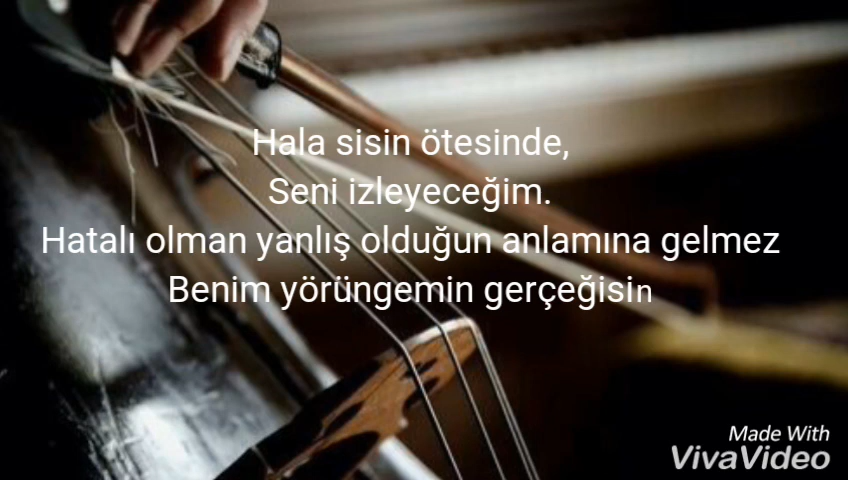 Hala sisin ötesinde,
Seni izleyeceğim.
Hatalı olman yanlış olduğun anlamına gelmez
Benim yörüngemin gerçeğisin
Made With
VivaVideo